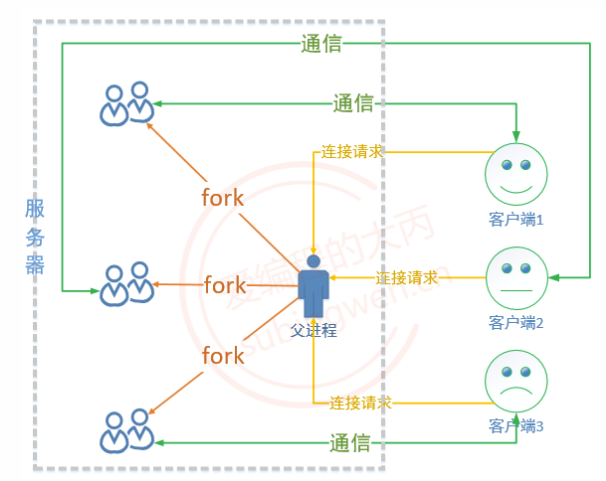 通信
通信
连接请求
fork
服务器
客户端1
爱编程的大丙
subingwen.cn
fork
连接请求
父进程
客户端2
fork
连接请求
客户端3
通信